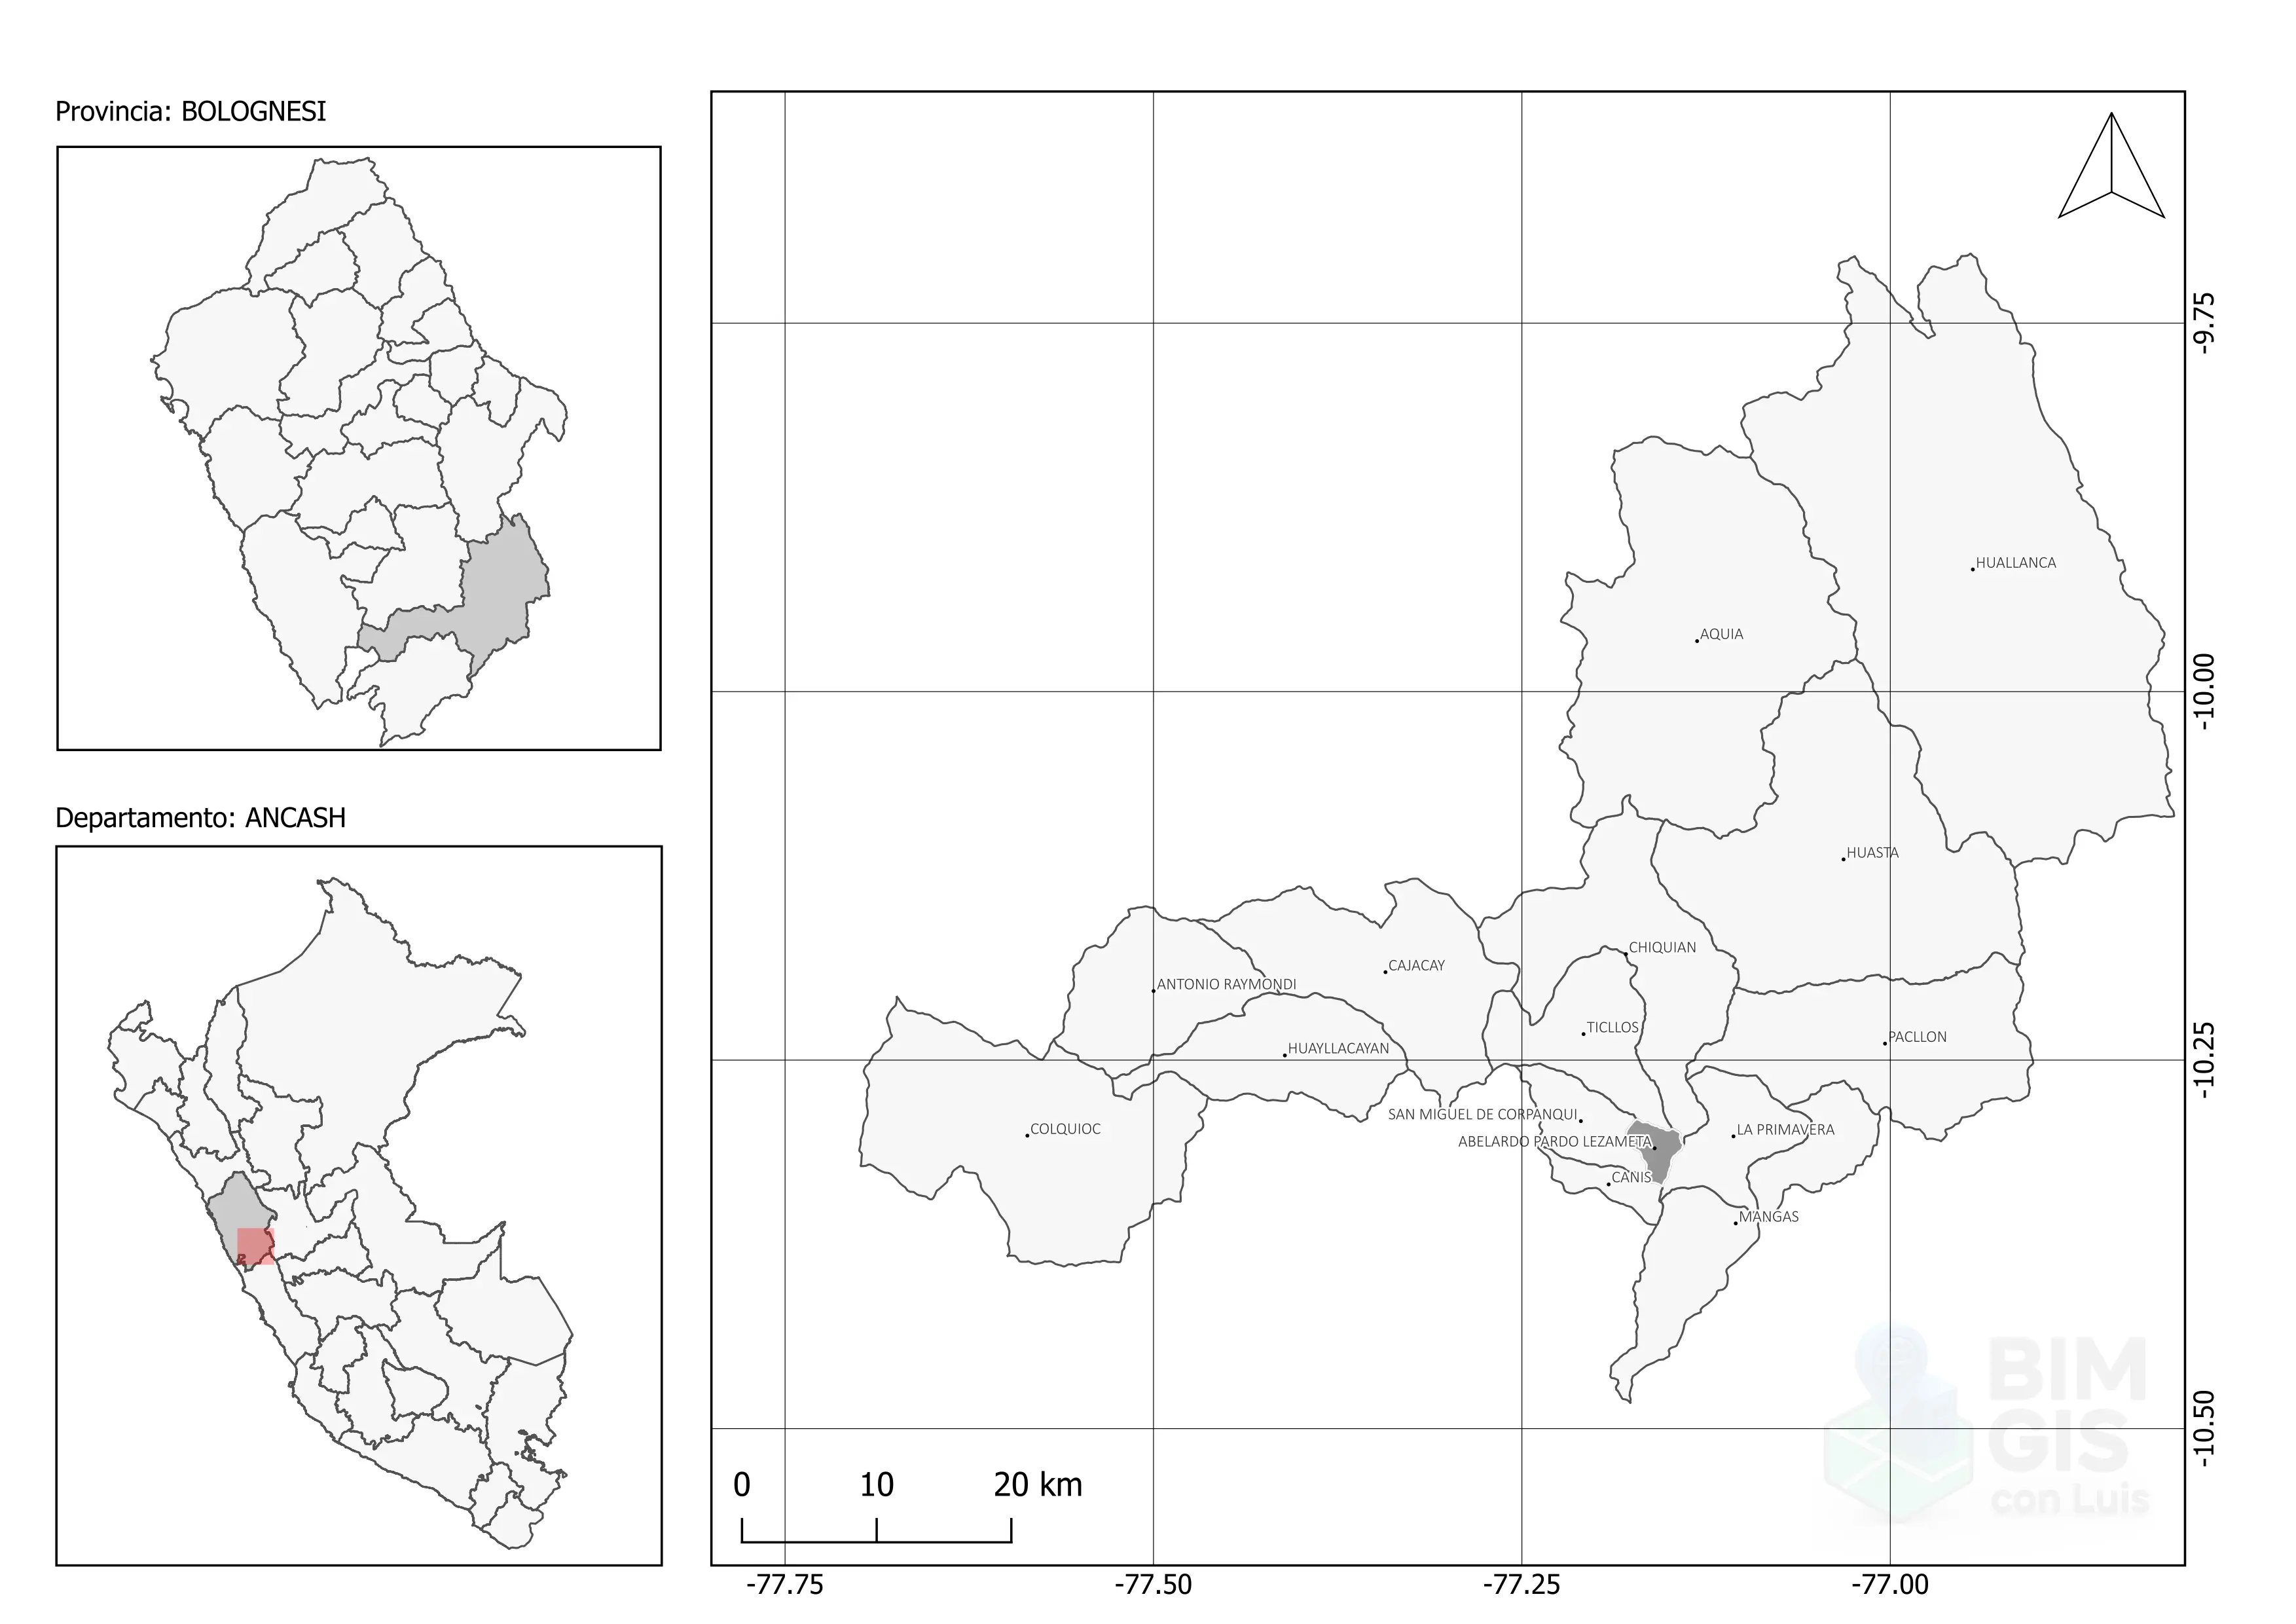 Provincia: BOLOGNESI
Departamento: ANCASH
HUALLANCA
AQUIA
HUASTA
CHIQUIAN
CAJACAY
ANTONIO RAYMONDI
TICLLOS
PACLLON
HUAYLLACAYAN
SAN MIGUEL DE CORPANQUI
COLQUIOC
LA PRIMAVERA
ABELARDO PARDO LEZAMETA
CANIS
MANGAS
-9.75
-10.00
-10.25
-10.50
BIM
GIS
con Luis
0 10 20 km
-77.75 -77.50 -77.25 -77.00